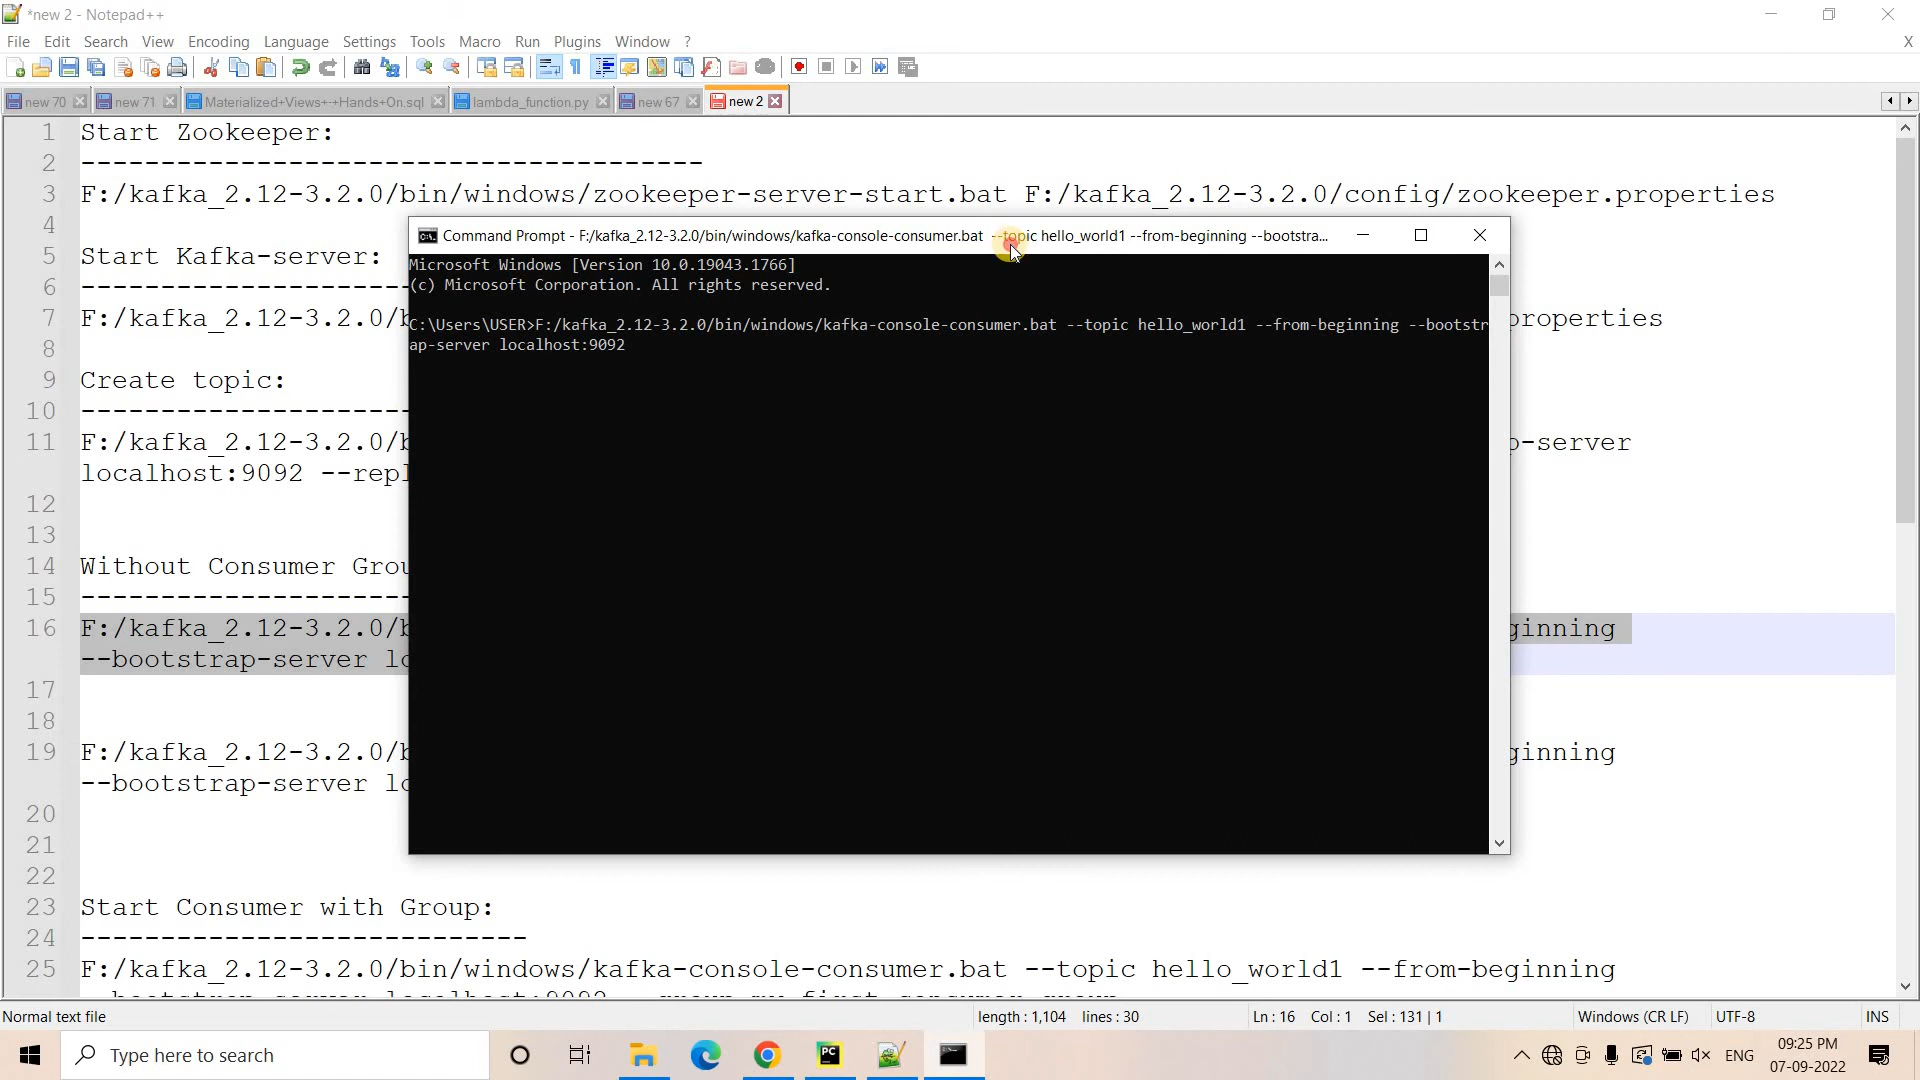 *new 2 - Notepad++
File Edit Search View Encoding Language Settings Tools Macro Run Plugins Window ?
X
new 70 new 71 Materialized+Views+-+Hands+On.sql lambda_function.py new 67 new 2
1 Start Zookeeper:
2 ---------------------------------------
3 F:/kafka_2.12-3.2.0/bin/windows/zookeeper-server-start.bat F:/kafka_2.12-3.2.0/config/zookeeper.properties
4
5 Start Kafka-server:
6
7 F:/kafka_2.12-3.2.0/b properties
8
9 Create topic:
10
11 F:/kafka_2.12-3.2.0/b p-server
localhost:9092 --repl
12
13
14 Without Consumer Grou
15
16 F:/kafka_2.12-3.2.0/b ginning
--bootstrap-server lo
17
18
19 F:/kafka_2.12-3.2.0/b ginning
--bootstrap-server lo
20
21
22
23 Start Consumer with Group:
24 ----------------------------
25 F:/kafka_2.12-3.2.0/bin/windows/kafka-console-consumer.bat --topic hello_world1 --from-beginning
Command Prompt - F:/kafka_2.12-3.2.0/bin/windows/kafka-console-consumer.bat --topic hello_world1 --from-beginning --bootstra...
Microsoft Windows [Version 10.0.19043.1766]
(c) Microsoft Corporation. All rights reserved.
C:\Users\USER>F:/kafka_2.12-3.2.0/bin/windows/kafka-console-consumer.bat --topic hello_world1 --from-beginning --bootstr
ap-server localhost:9092
Normal text file length : 1,104 lines : 30 Ln : 16 Col : 1 Sel : 131 | 1 Windows (CR LF) UTF-8 INS
Type here to search
PC
ENG
09:25 PM
07-09-2022